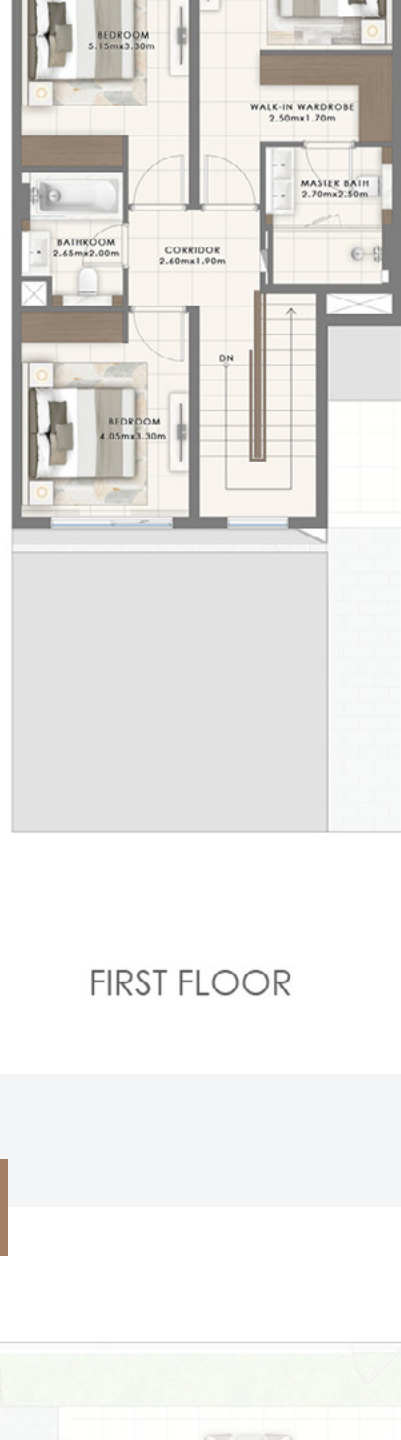 BEDROOM
5.15mx3.30m
WALK-IN WARDROBE
2.50mx1.70m
MASTER BATH
2.70mx2.50m
BATHROOM
2.65mx2.00m
CORRIDOR
2.60mx1.90m
DN
BEDROOM
4.05mx3.30m
FIRST FLOOR